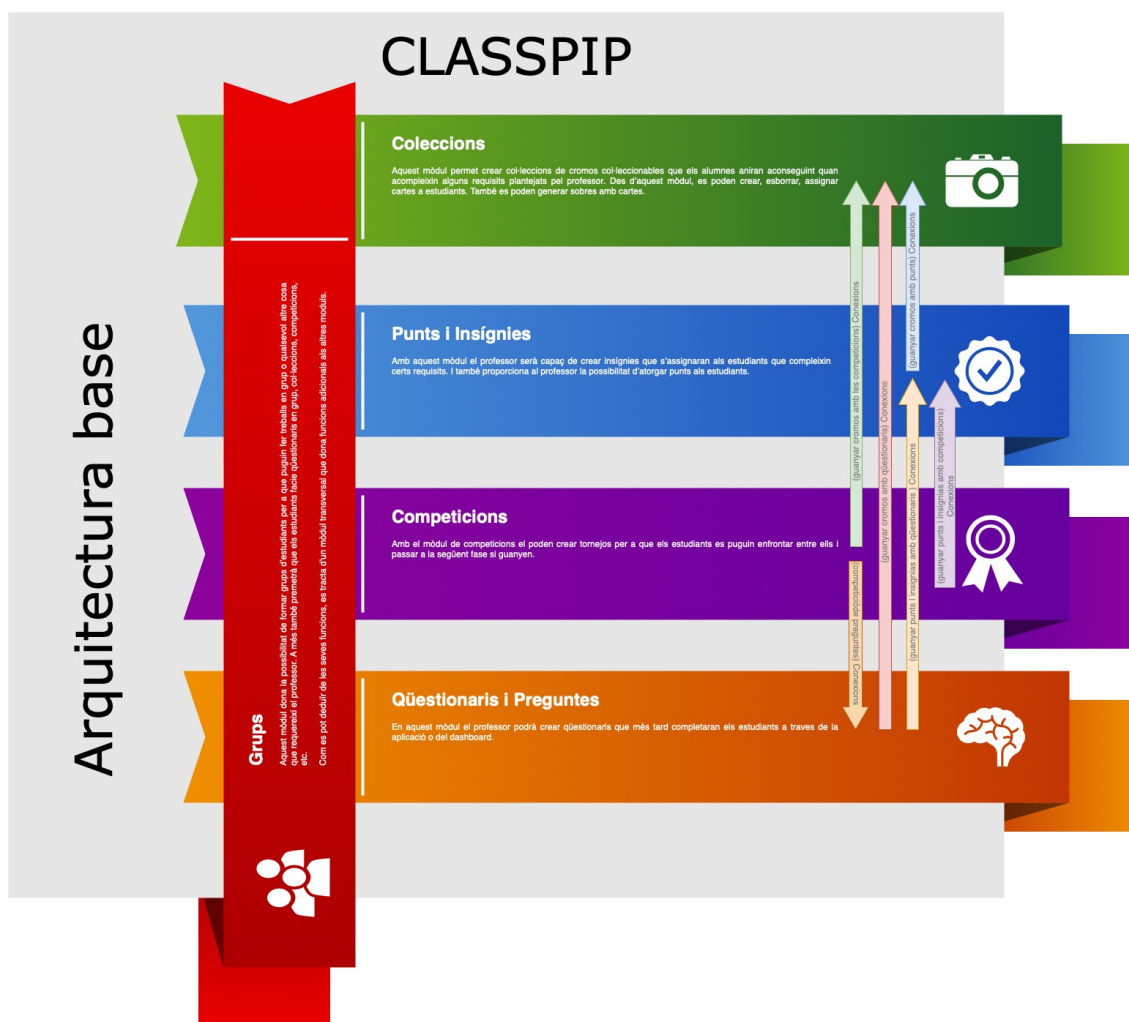 CLASSPIP
Arquitectura base
Coleccions
Aquest mòdul permet crear col·leccions de cromos col·leccionables que els alumnes aniran aconseguint quan
acompleixin alguns requisits plantejats pel professor. Des d'aquest mòdul, es poden crear, esborrar, assignar
cartes a estudiants. També es poden generar sobres amb cartes.
Punts i Insígnies
Amb aquest mòdul el professor serà capaç de crear insígnies que s'assignaran als estudiants que compleixin
certs requisits. I també proporciona al professor la possibilitat d'atorgar punts als estudiants.
Competicions
Amb el mòdul de competicions el poden crear tornejos per a que els estudiants es puguin enfrontar entre ells i
passar a la següent fase si guanyen.
Qüestionaris i Preguntes
En aquest mòdul el professor podrà crear qüestionaris que més tard completaran els estudiants a traves de la
aplicació o del dashboard.
Grups
Aquest mòdul dona la possibilitat de formar grups d'estudiants per a que puguin fer treballs en grup o qualsevol altre cosa
que requereixi el professor. A més també premetrà que els estudiants facie qüestionaris en grup, col·leccions, competicions,
etc.
Com es pot deduïr de les seves funcions, es tracta d'un mòdul transversal que dona funcions adicionals als altres moduls.
(guanyar cromos amb les competicions) Conexions
(guanyar cromos amb qüestionaris) Conexions
(guanyar cromos amb punts) Conexions
(guanyar punts i insignias amb qüestionaris ) Conexions
(guanyar punts i insignias amb competicions)
Conexions
(competicióde preguntes) Conexions